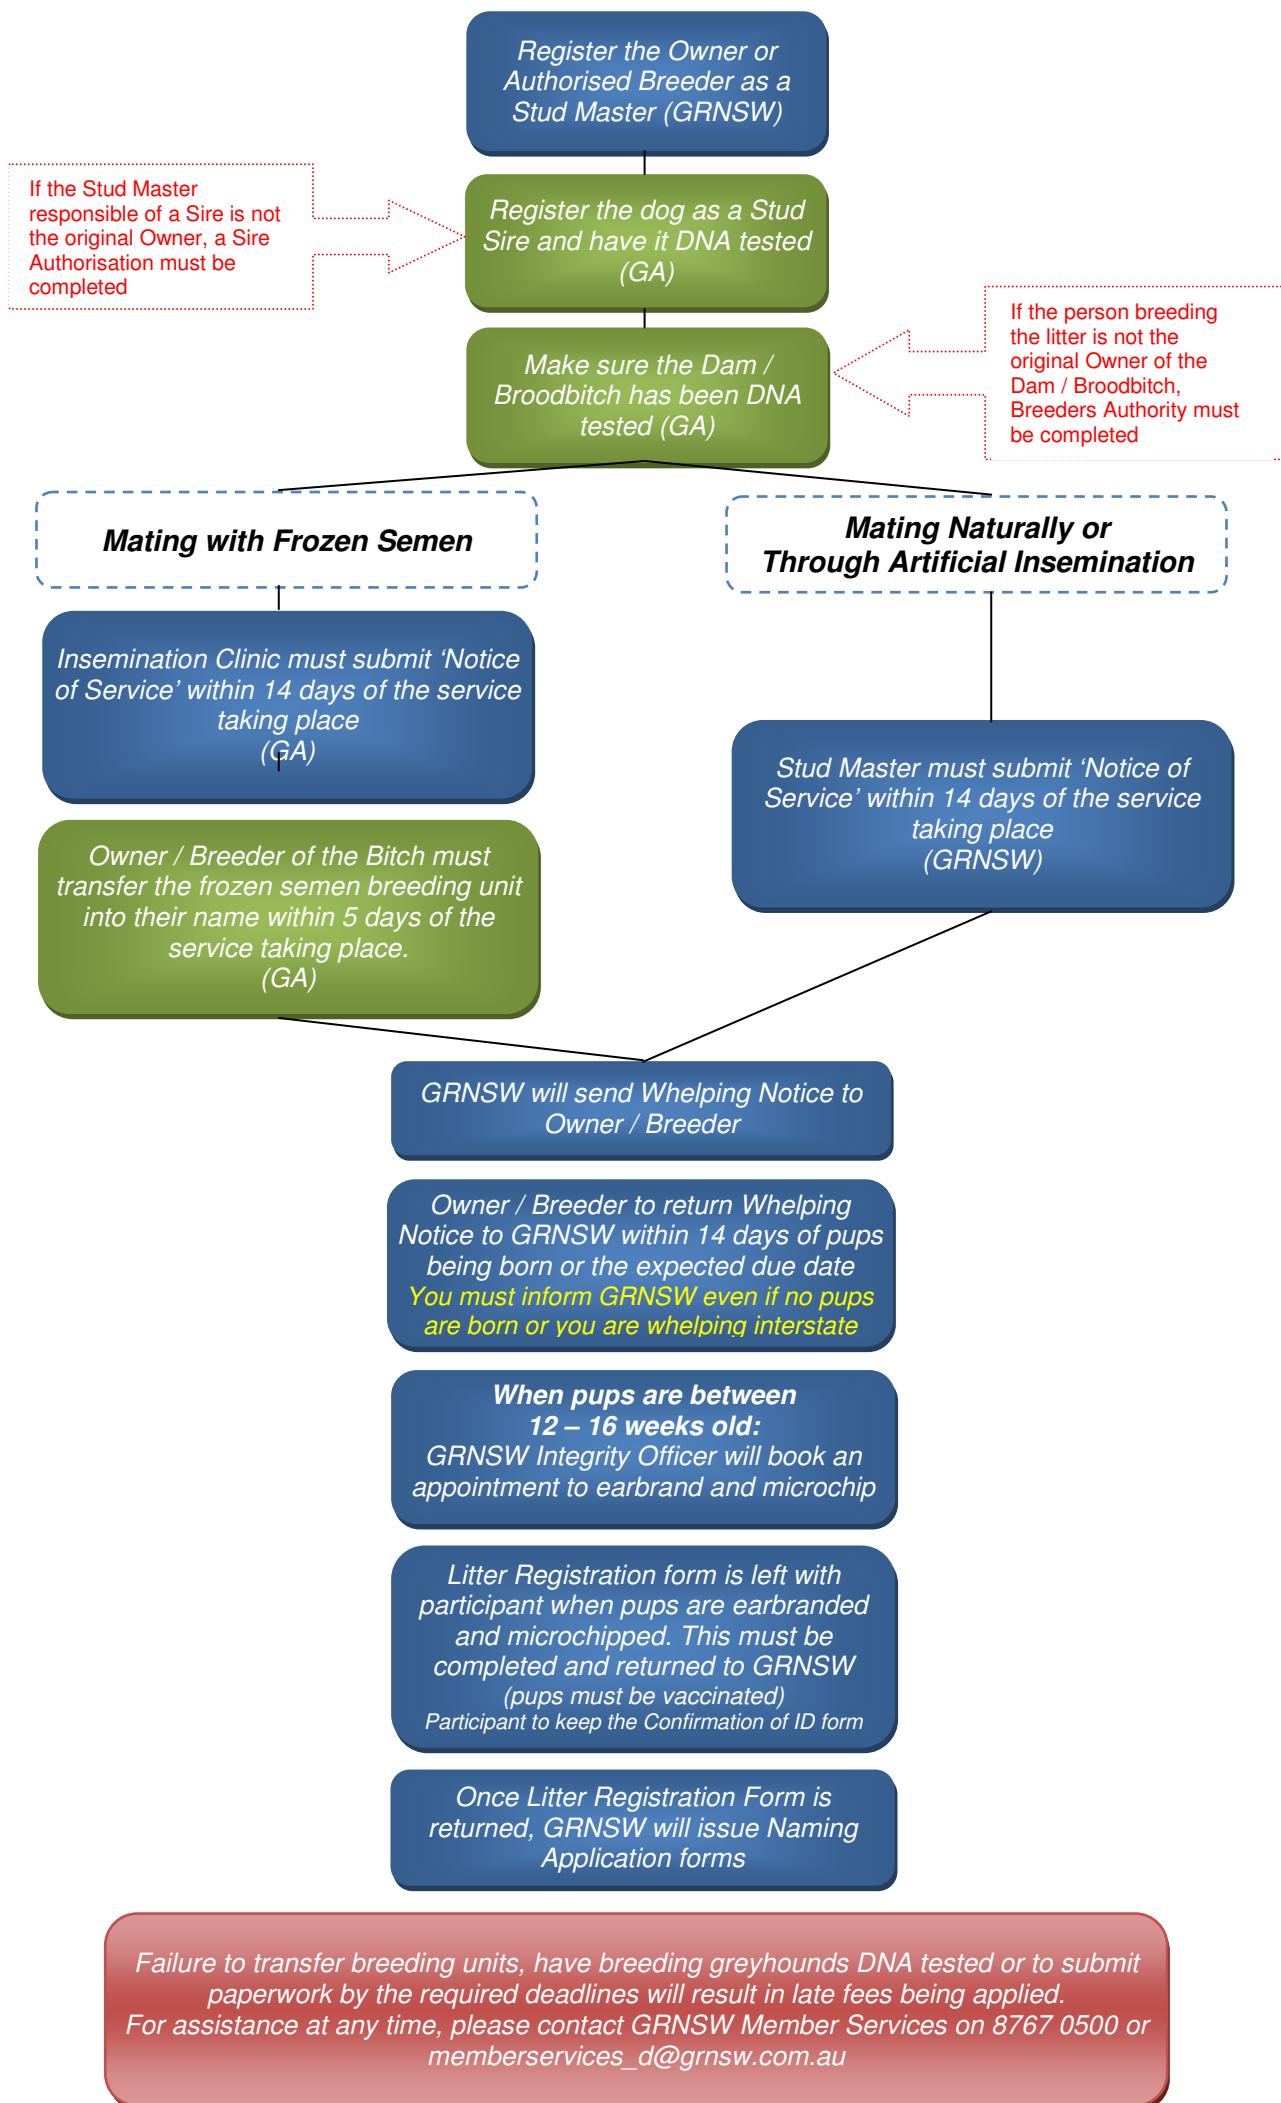 Register the Owner or
Authorised Breeder as a
Stud Master (GRNSW)
If the Stud Master
responsible of a Sire is not
the original Owner, a Sire
Authorisation must be
completed
Register the dog as a Stud
Sire and have it DNA tested
(GA)
If the person breeding
the litter is not the
original Owner of the
Dam / Broodbitch,
Breeders Authority must
be completed
Make sure the Dam /
Broodbitch has been DNA
tested (GA)
Mating with Frozen Semen
Mating Naturally or
Through Artificial Insemination
Insemination Clinic must submit ‘Notice
of Service’ within 14 days of the service
taking place
(GA)
Stud Master must submit ‘Notice of
Service’ within 14 days of the service
taking place
(GRNSW)
Owner / Breeder of the Bitch must
transfer the frozen semen breeding unit
into their name within 5 days of the
service taking place.
(GA)
GRNSW will send Whelping Notice to
Owner / Breeder
Owner / Breeder to return Whelping
Notice to GRNSW within 14 days of pups
being born or the expected due date
You must inform GRNSW even if no pups
are born or you are whelping interstate
When pups are between
12 – 16 weeks old:
GRNSW Integrity Officer will book an
appointment to earbrand and microchip
Litter Registration form is left with
participant when pups are earbranded
and microchipped. This must be
completed and returned to GRNSW
(pups must be vaccinated)
Participant to keep the Confirmation of ID form
Once Litter Registration Form is
returned, GRNSW will issue Naming
Application forms
Failure to transfer breeding units, have breeding greyhounds DNA tested or to submit
paperwork by the required deadlines will result in late fees being applied.
For assistance at any time, please contact GRNSW Member Services on 8767 0500 or
memberservices_d@grnsw.com.au